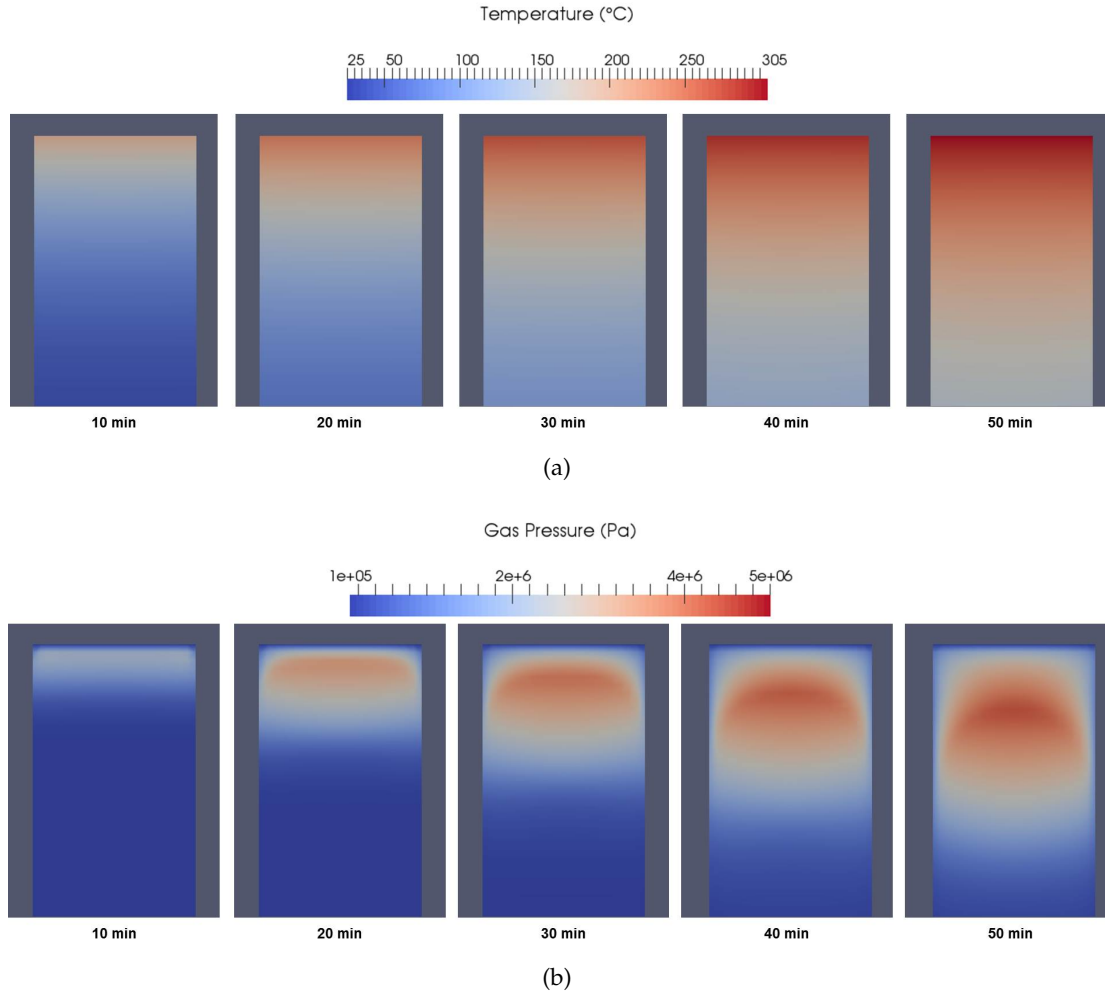 Temperature (°C)
25 50 100 150 200 250 305
10 min 20 min 30 min 40 min 50 min
(a)
Gas Pressure (Pa)
1e+05 2e+6 4e+6 5e+06
10 min 20 min 30 min 40 min 50 min
(b)